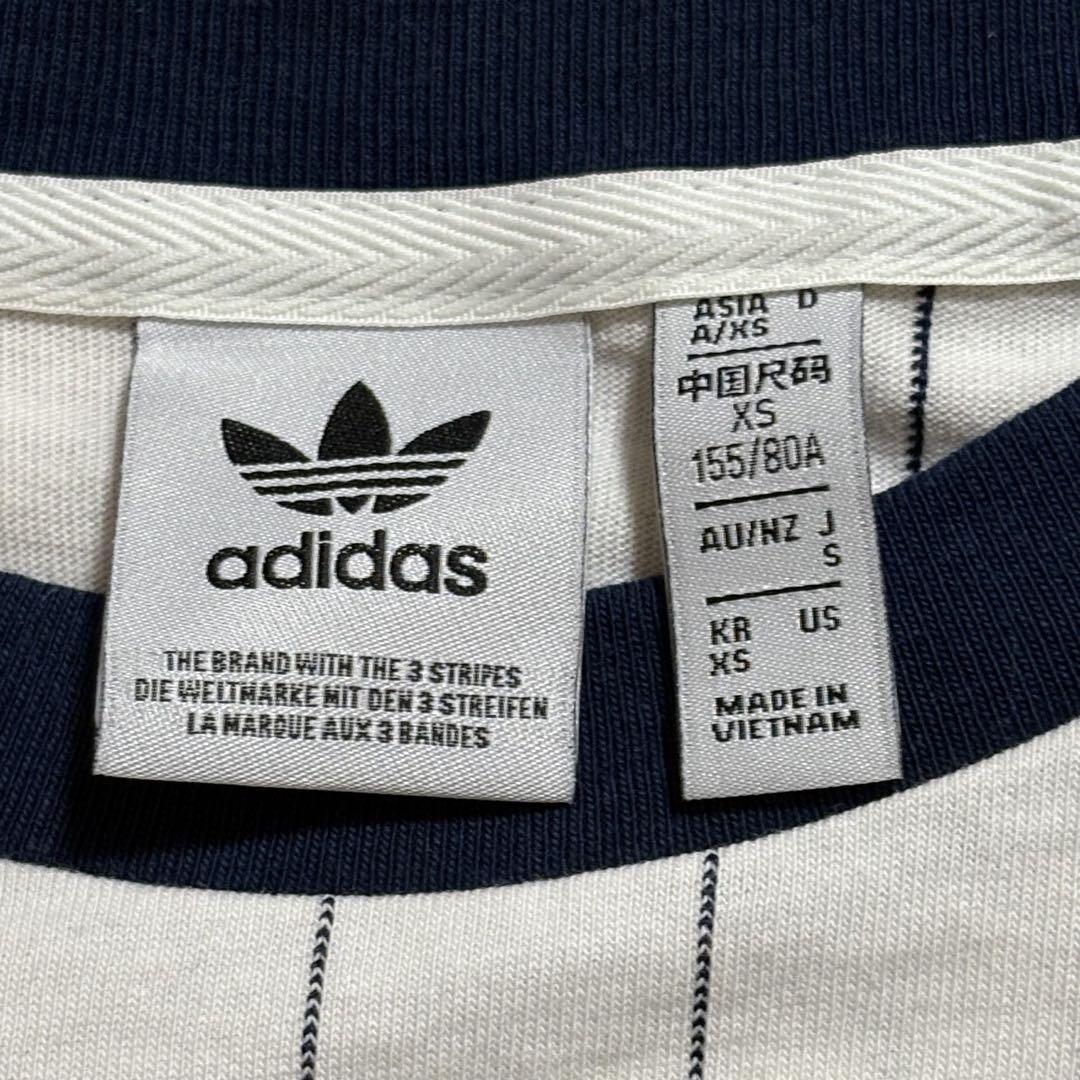 adidas
THE BRAND WITH THE 3 STRIPES
DIE WELTMARKE MIT DEN 3 STREIFEN
LA MARQUE AUX 3 BANDES
ASIA D
A/XS
中国尺码
XS
155/80A
AU/NZ J
S
KR US
XS
MADE IN
VIETNAM